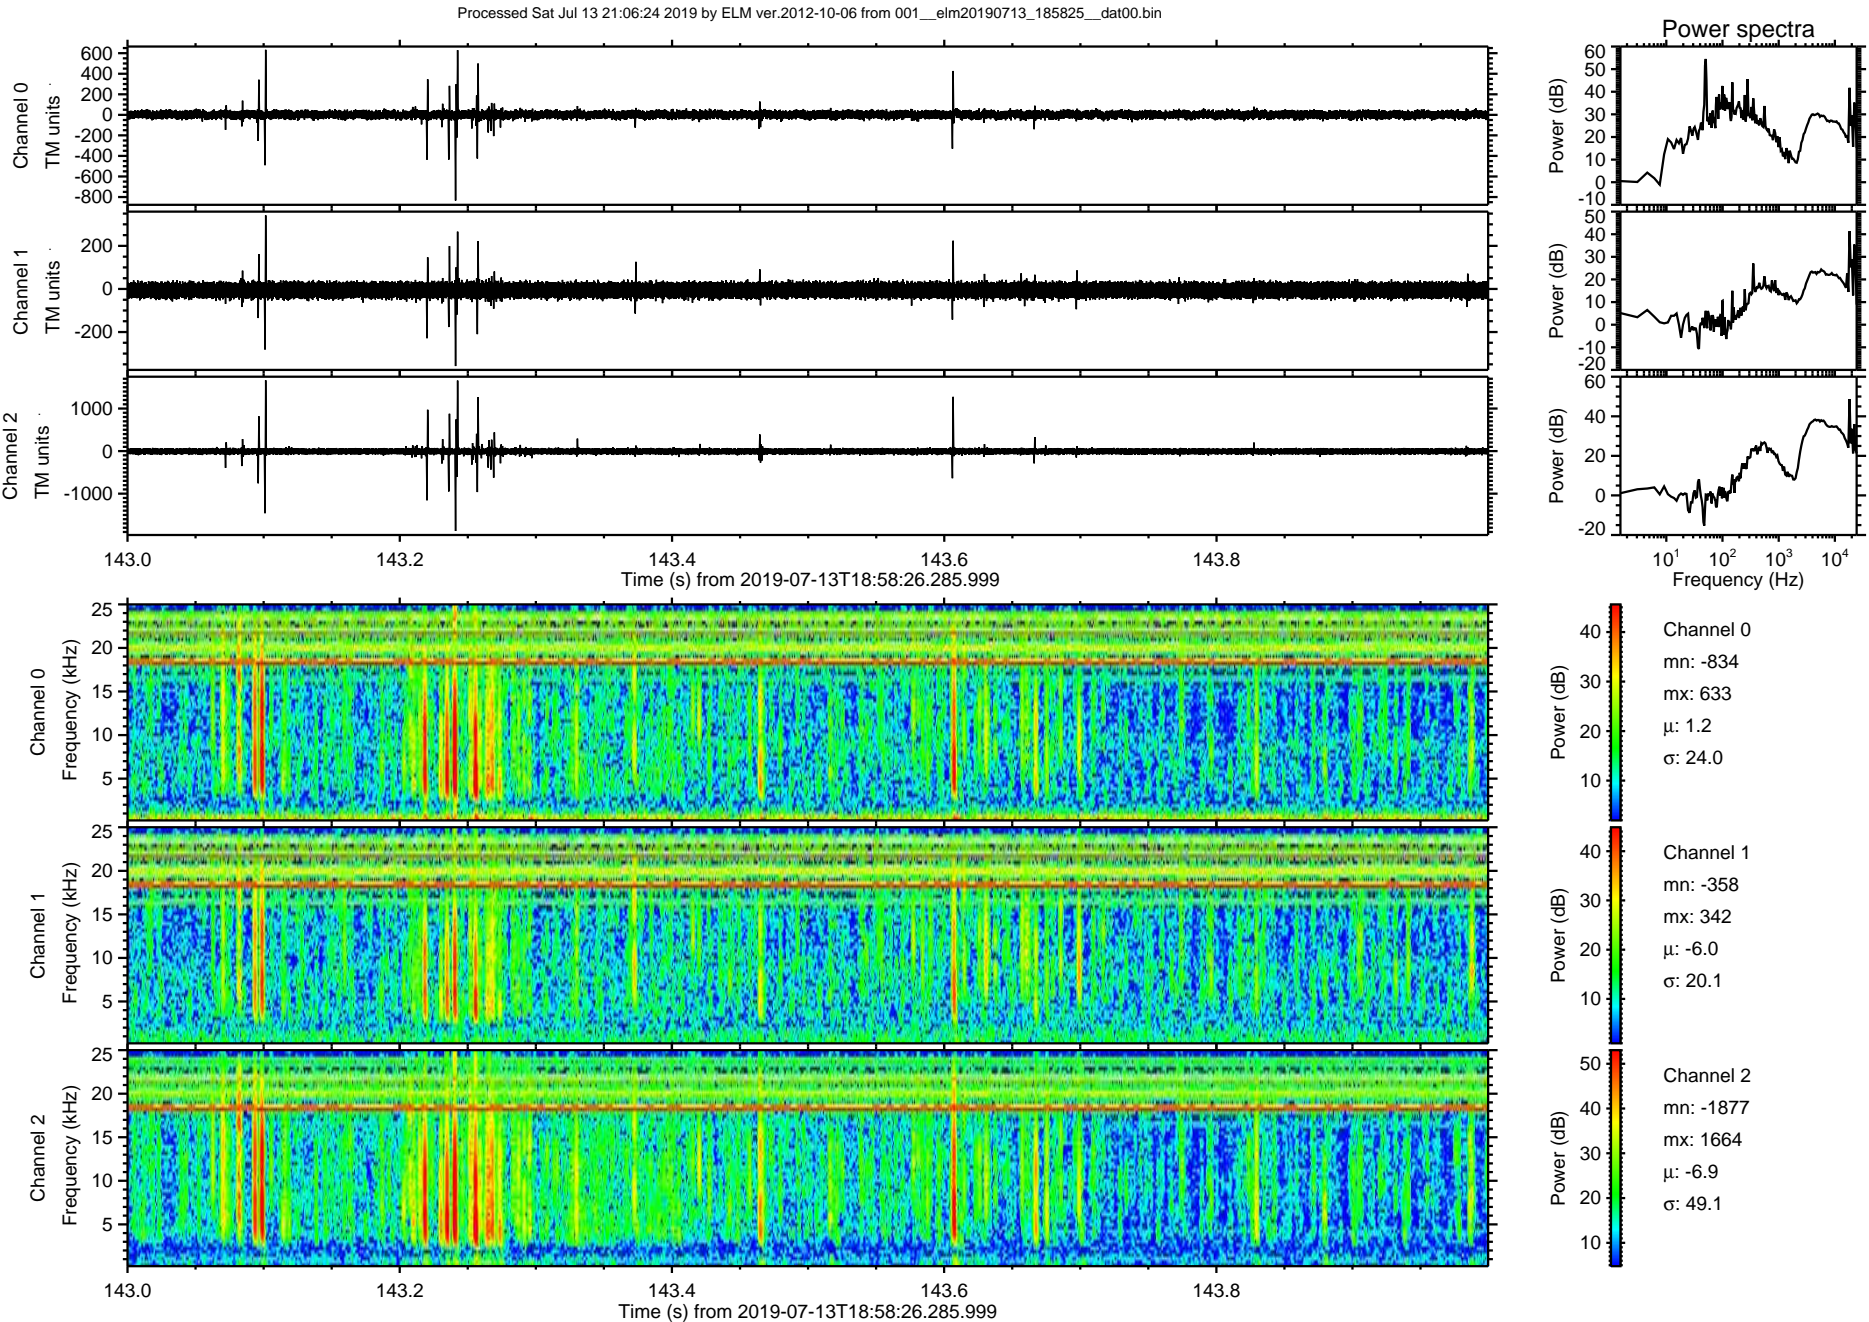 Processed Sat Jul 13 21:06:24 2019 by ELM ver.2012-10-06 from 001__elm20190713_185825__dat00.bin
Power spectra
Channel 0
TM units
600
400
200
0
-200
-400
-600
-800
Power (dB)
60
50
40
30
20
10
0
-10
Channel 1
TM units
200
0
-200
Power (dB)
50
40
30
20
10
0
-10
-20
Channel 2
TM units
1000
0
-1000
Power (dB)
60
40
20
0
-20
143.0 143.2 143.4 143.6 143.8
Time (s) from 2019-07-13T18:58:26.285.999
10^1 10^2 10^3 10^4
Frequency (Hz)
Channel 0
Frequency (kHz)
25
20
15
10
5
Power (dB)
40
30
20
10
Channel 0
mn: -834
mx: 633
μ: 1.2
σ: 24.0
Channel 1
Frequency (kHz)
25
20
15
10
5
Power (dB)
40
30
20
10
Channel 1
mn: -358
mx: 342
μ: -6.0
σ: 20.1
Channel 2
Frequency (kHz)
25
20
15
10
5
Power (dB)
50
40
30
20
10
Channel 2
mn: -1877
mx: 1664
μ: -6.9
σ: 49.1
143.0 143.2 143.4 143.6 143.8
Time (s) from 2019-07-13T18:58:26.285.999